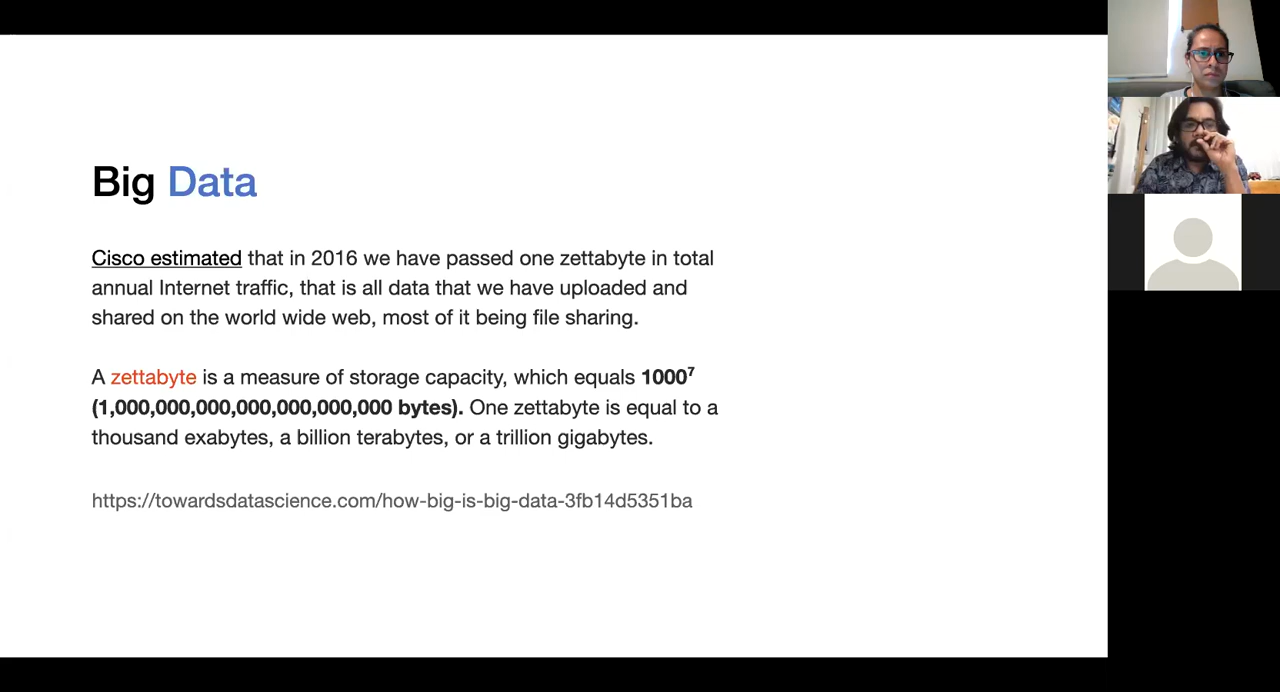 Big Data
Cisco estimated that in 2016 we have passed one zettabyte in total
annual Internet traffic, that is all data that we have uploaded and
shared on the world wide web, most of it being file sharing.
A zettabyte is a measure of storage capacity, which equals 1000⁷
(1,000,000,000,000,000,000,000 bytes). One zettabyte is equal to a
thousand exabytes, a billion terabytes, or a trillion gigabytes.
https://towardsdatascience.com/how-big-is-big-data-3fb14d5351ba